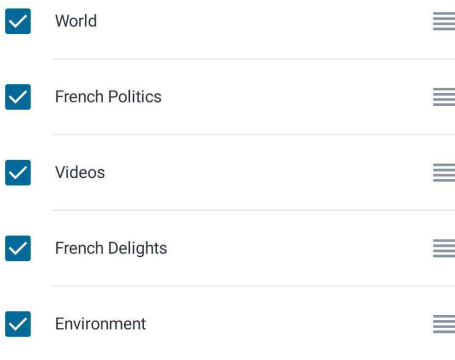 World
French Politics
Videos
French Delights
Environment